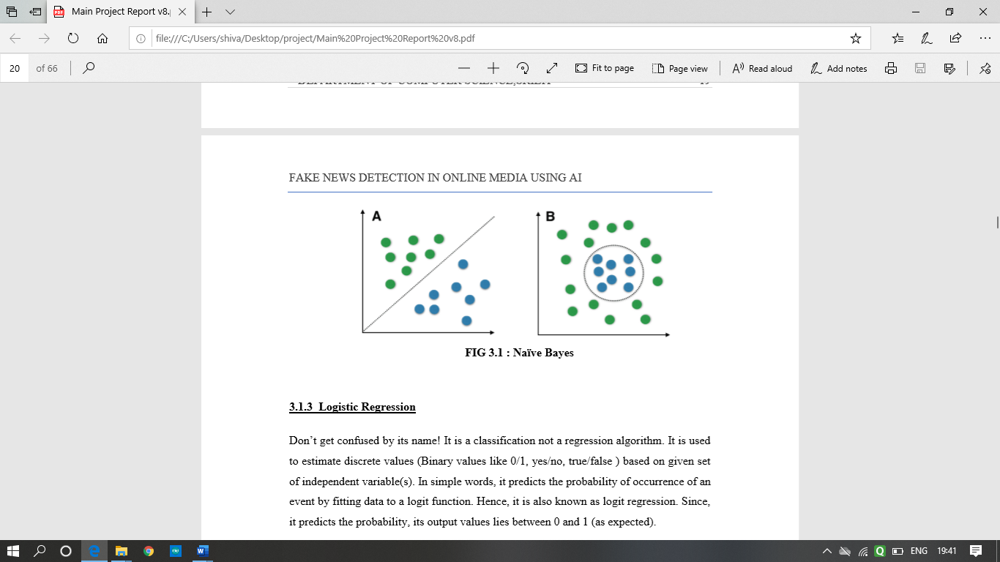 Main Project Report v8.p
file:///C:/Users/shiva/Desktop/project/Main%20Project%20Report%20v8.pdf
20 of 66
Fit to page
Page view
Read aloud
Add notes
DEPARTMENT OF COMPUTER SCIENCE,
19
FAKE NEWS DETECTION IN ONLINE MEDIA USING AI
A
B
FIG 3.1 : Naïve Bayes
3.1.3 Logistic Regression
Don’t get confused by its name! It is a classification not a regression algorithm. It is used
to estimate discrete values (Binary values like 0/1, yes/no, true/false ) based on given set
of independent variable(s). In simple words, it predicts the probability of occurrence of an
event by fitting data to a logit function. Hence, it is also known as logit regression. Since,
it predicts the probability, its output values lies between 0 and 1 (as expected).
ENG 19:41